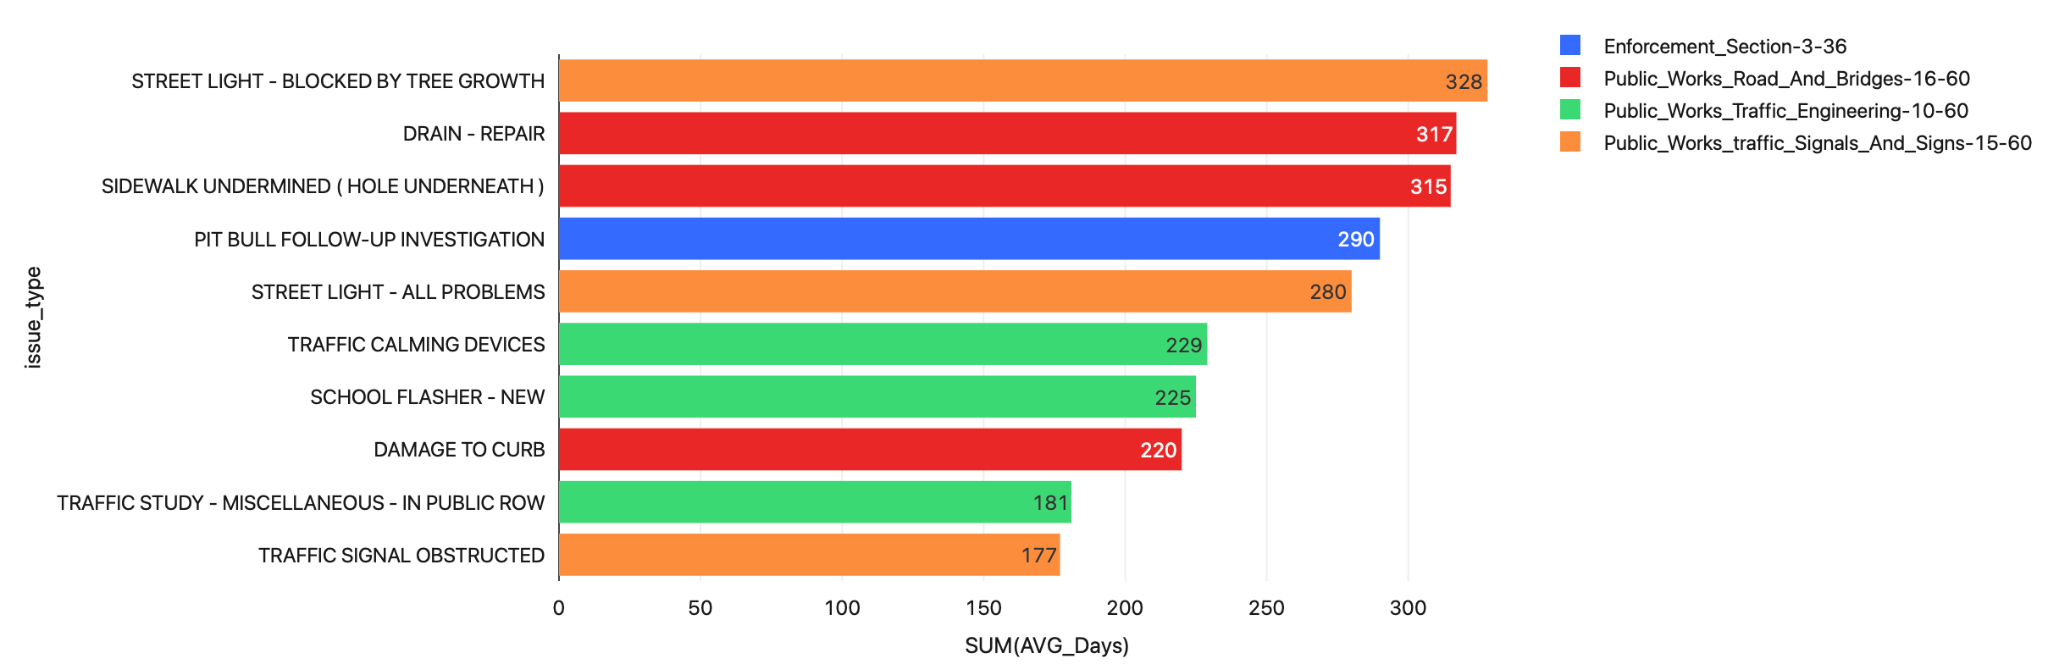 STREET LIGHT - BLOCKED BY TREE GROWTH 328
DRAIN - REPAIR 317
SIDEWALK UNDERMINED ( HOLE UNDERNEATH ) 315
PIT BULL FOLLOW-UP INVESTIGATION 290
STREET LIGHT - ALL PROBLEMS 280
TRAFFIC CALMING DEVICES 229
SCHOOL FLASHER - NEW 225
DAMAGE TO CURB 220
TRAFFIC STUDY - MISCELLANEOUS - IN PUBLIC ROW 181
TRAFFIC SIGNAL OBSTRUCTED 177
issue_type
0 50 100 150 200 250 300
SUM(AVG_Days)
Enforcement_Section-3-36
Public_Works_Road_And_Bridges-16-60
Public_Works_Traffic_Engineering-10-60
Public_Works_traffic_Signals_And_Signs-15-60